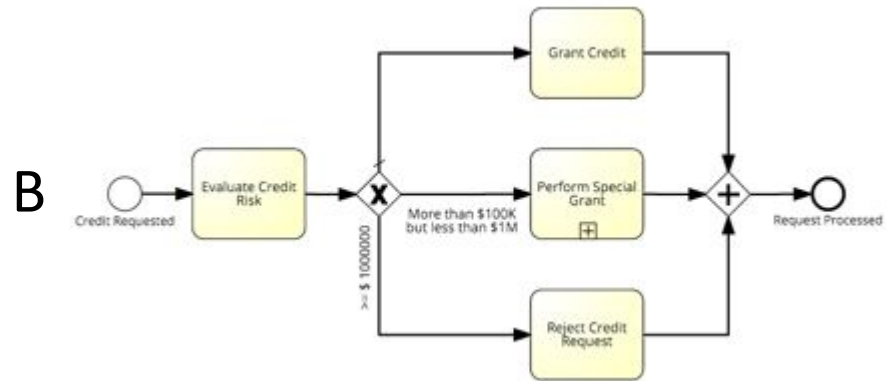 B
Credit Requested
Evaluate Credit
Risk
X
>= $ 1000000
More than $100K
but less than $1M
Grant Credit
Perform Special
Grant
+
Reject Credit
Request
+
Request Processed